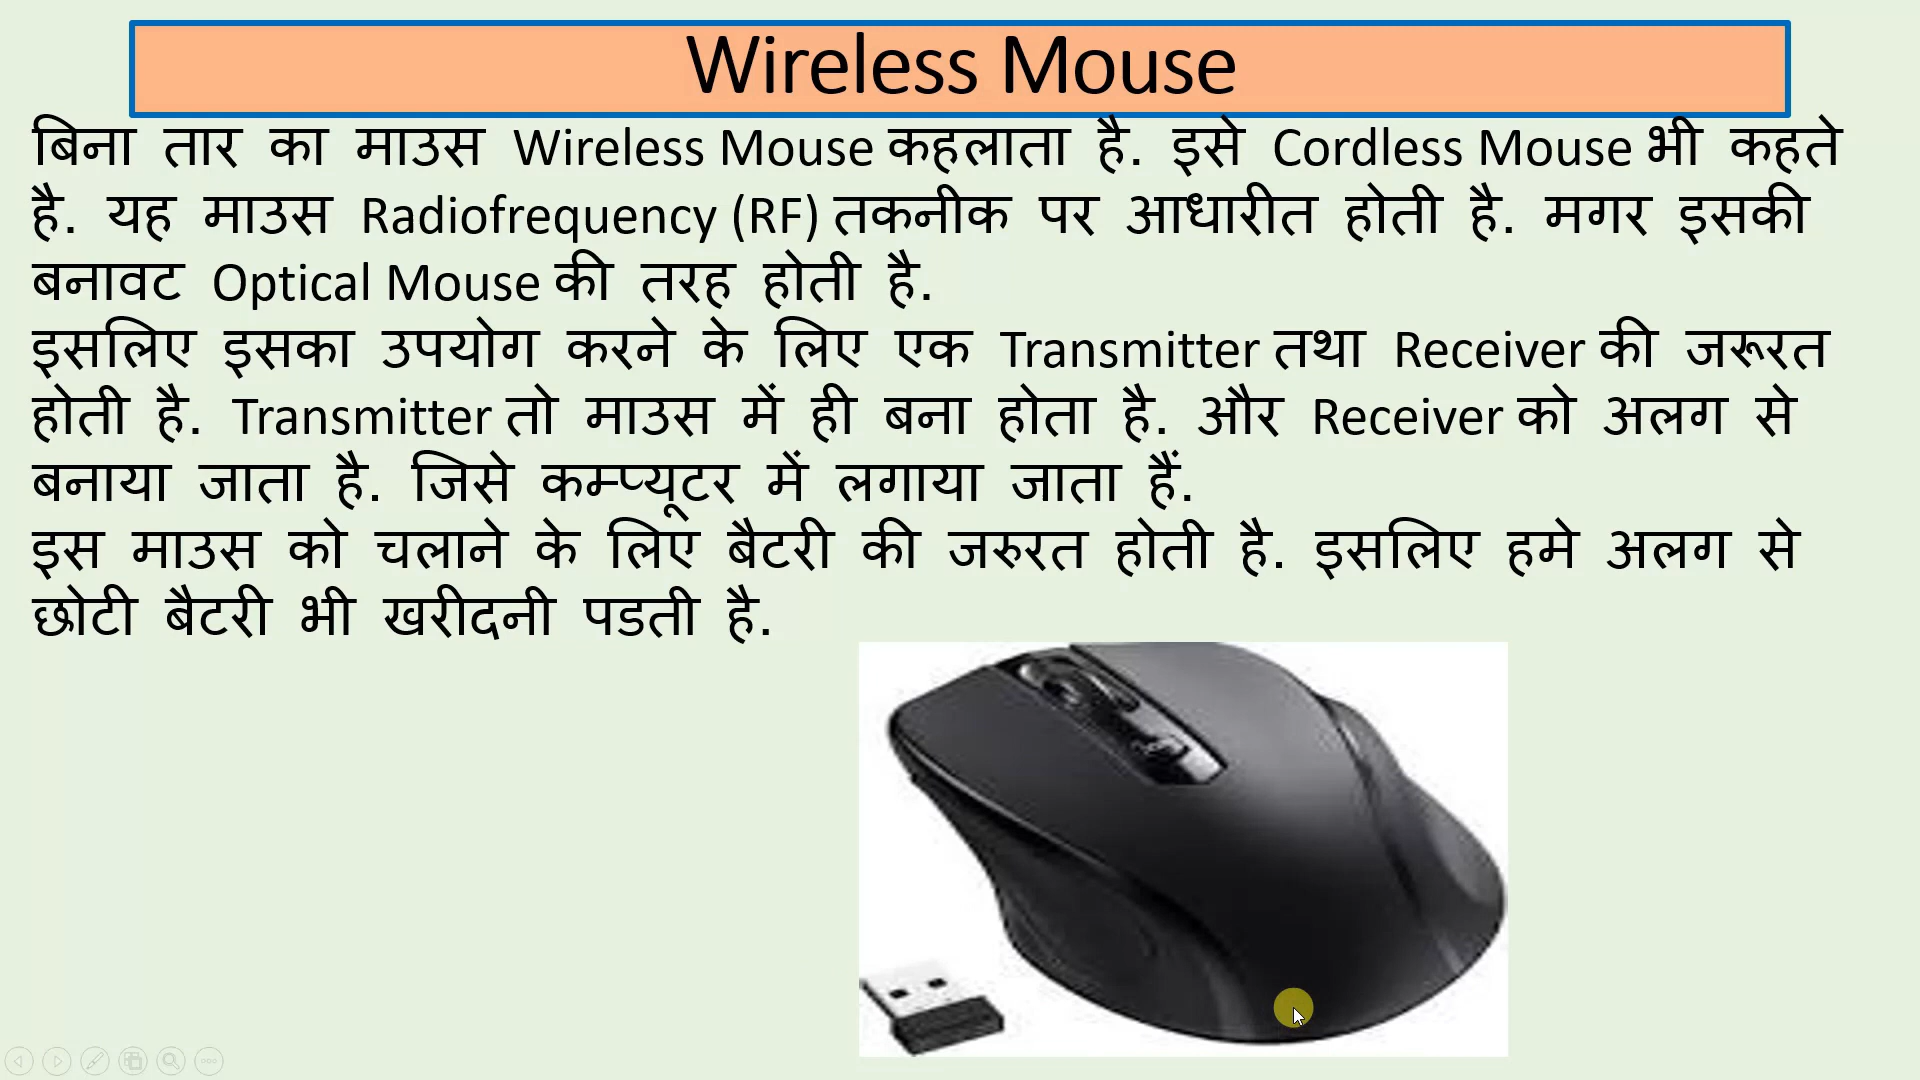 Wireless Mouse
बिना तार का माउस Wireless Mouse कहलाता है. इसे Cordless Mouse भी कहते
है. यह माउस Radiofrequency (RF) तकनीक पर आधारीत होती है. मगर इसकी
बनावट Optical Mouse की तरह होती है.
इसलिए इसका उपयोग करने के लिए एक Transmitter तथा Receiver की जरूरत
होती है. Transmitter तो माउस में ही बना होता है. और Receiver को अलग से
बनाया जाता है. जिसे कम्प्यूटर में लगाया जाता हैं.
इस माउस को चलाने के लिए बैटरी की जरुरत होती है. इसलिए हमे अलग से
छोटी बैटरी भी खरीदनी पडती है.